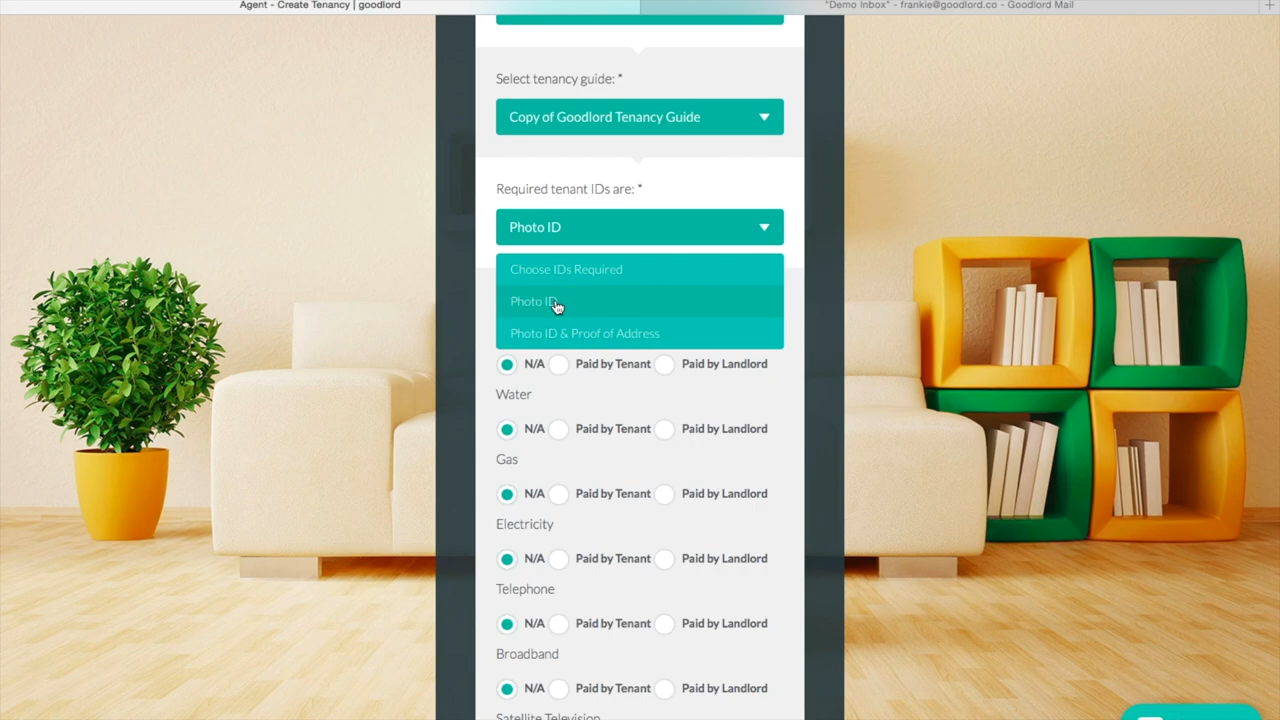 Agent - Create Tenancy | goodlord
"Demo Inbox" - frankie@goodlord.co - Goodlord Mail
Select tenancy guide: *
Copy of Goodlord Tenancy Guide
Required tenant IDs are: *
Photo ID
Choose IDs Required
Photo ID
Photo ID & Proof of Address
N/A Paid by Tenant Paid by Landlord
Water
N/A Paid by Tenant Paid by Landlord
Gas
N/A Paid by Tenant Paid by Landlord
Electricity
N/A Paid by Tenant Paid by Landlord
Telephone
N/A Paid by Tenant Paid by Landlord
Broadband
N/A Paid by Tenant Paid by Landlord
Satellite Television